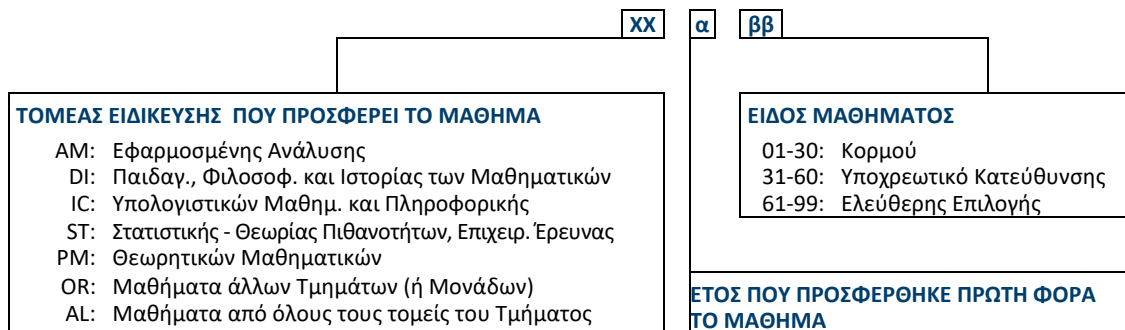 ΧΧ α ββ
ΤΟΜΕΑΣ ΕΙΔΙΚΕΥΣΗΣ ΠΟΥ ΠΡΟΣΦΕΡΕΙ ΤΟ ΜΑΘΗΜΑ
AM: Εφαρμοσμένης Ανάλυσης
DI: Παιδαγ., Φιλοσοφ. και Ιστορίας των Μαθηματικών
IC: Υπολογιστικών Μαθημ. και Πληροφορικής
ST: Στατιστικής - Θεωρίας Πιθανοτήτων, Επιχειρ. Έρευνας
PM: Θεωρητικών Μαθηματικών
OR: Μαθήματα άλλων Τμημάτων (ή Μονάδων)
AL: Μαθήματα από όλους τους τομείς του Τμήματος
ΕΙΔΟΣ ΜΑΘΗΜΑΤΟΣ
01-30: Κορμού
31-60: Υποχρεωτικό Κατεύθυνσης
61-99: Ελεύθερης Επιλογής
ΕΤΟΣ ΠΟΥ ΠΡΟΣΦΕΡΘΗΚΕ ΠΡΩΤΗ ΦΟΡΑ
ΤΟ ΜΑΘΗΜΑ